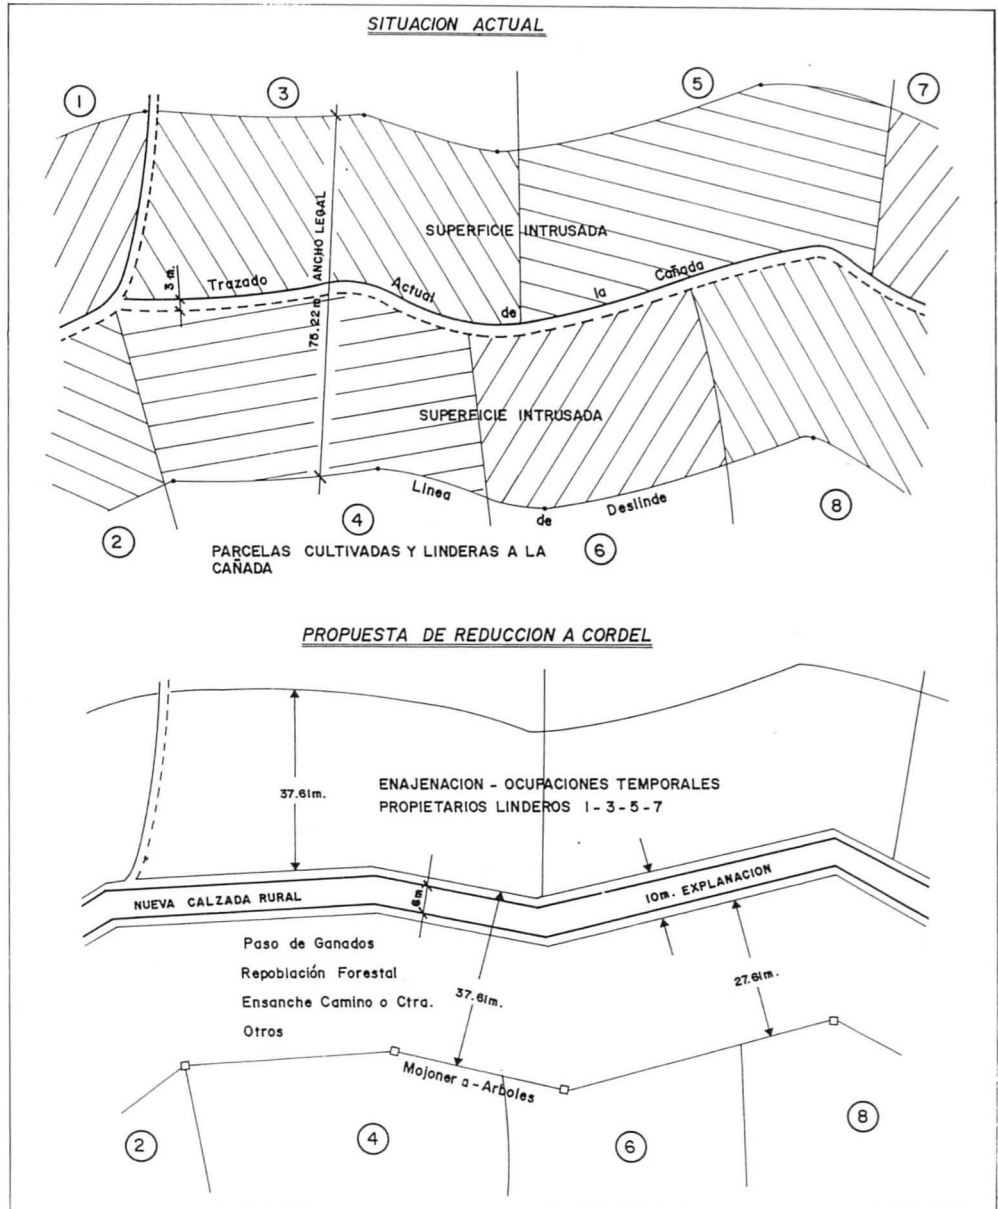 SITUACION ACTUAL
1
3
5
7
ANCHO LEGAL
75.22m.
SUPERFICIE INTRUSADA
3 m.
Trazado
Actual
de
la
Cañada
SUPERFICIE INTRUSADA
Linea
de
Deslinde
2
4
6
8
PARCELAS CULTIVADAS Y LINDERAS A LA
CAÑADA
PROPUESTA DE REDUCCION A CORDEL
37.61m.
ENAJENACION - OCUPACIONES TEMPORALES
PROPIETARIOS LINDEROS 1-3-5-7
NUEVA CALZADA RURAL
6m
10m. EXPLANACION
Paso de Ganados
Repoblación Forestal
Ensanche Camino o Ctra.
Otros
37.61m.
27.61m.
Mojonera-Arboles
2
4
6
8